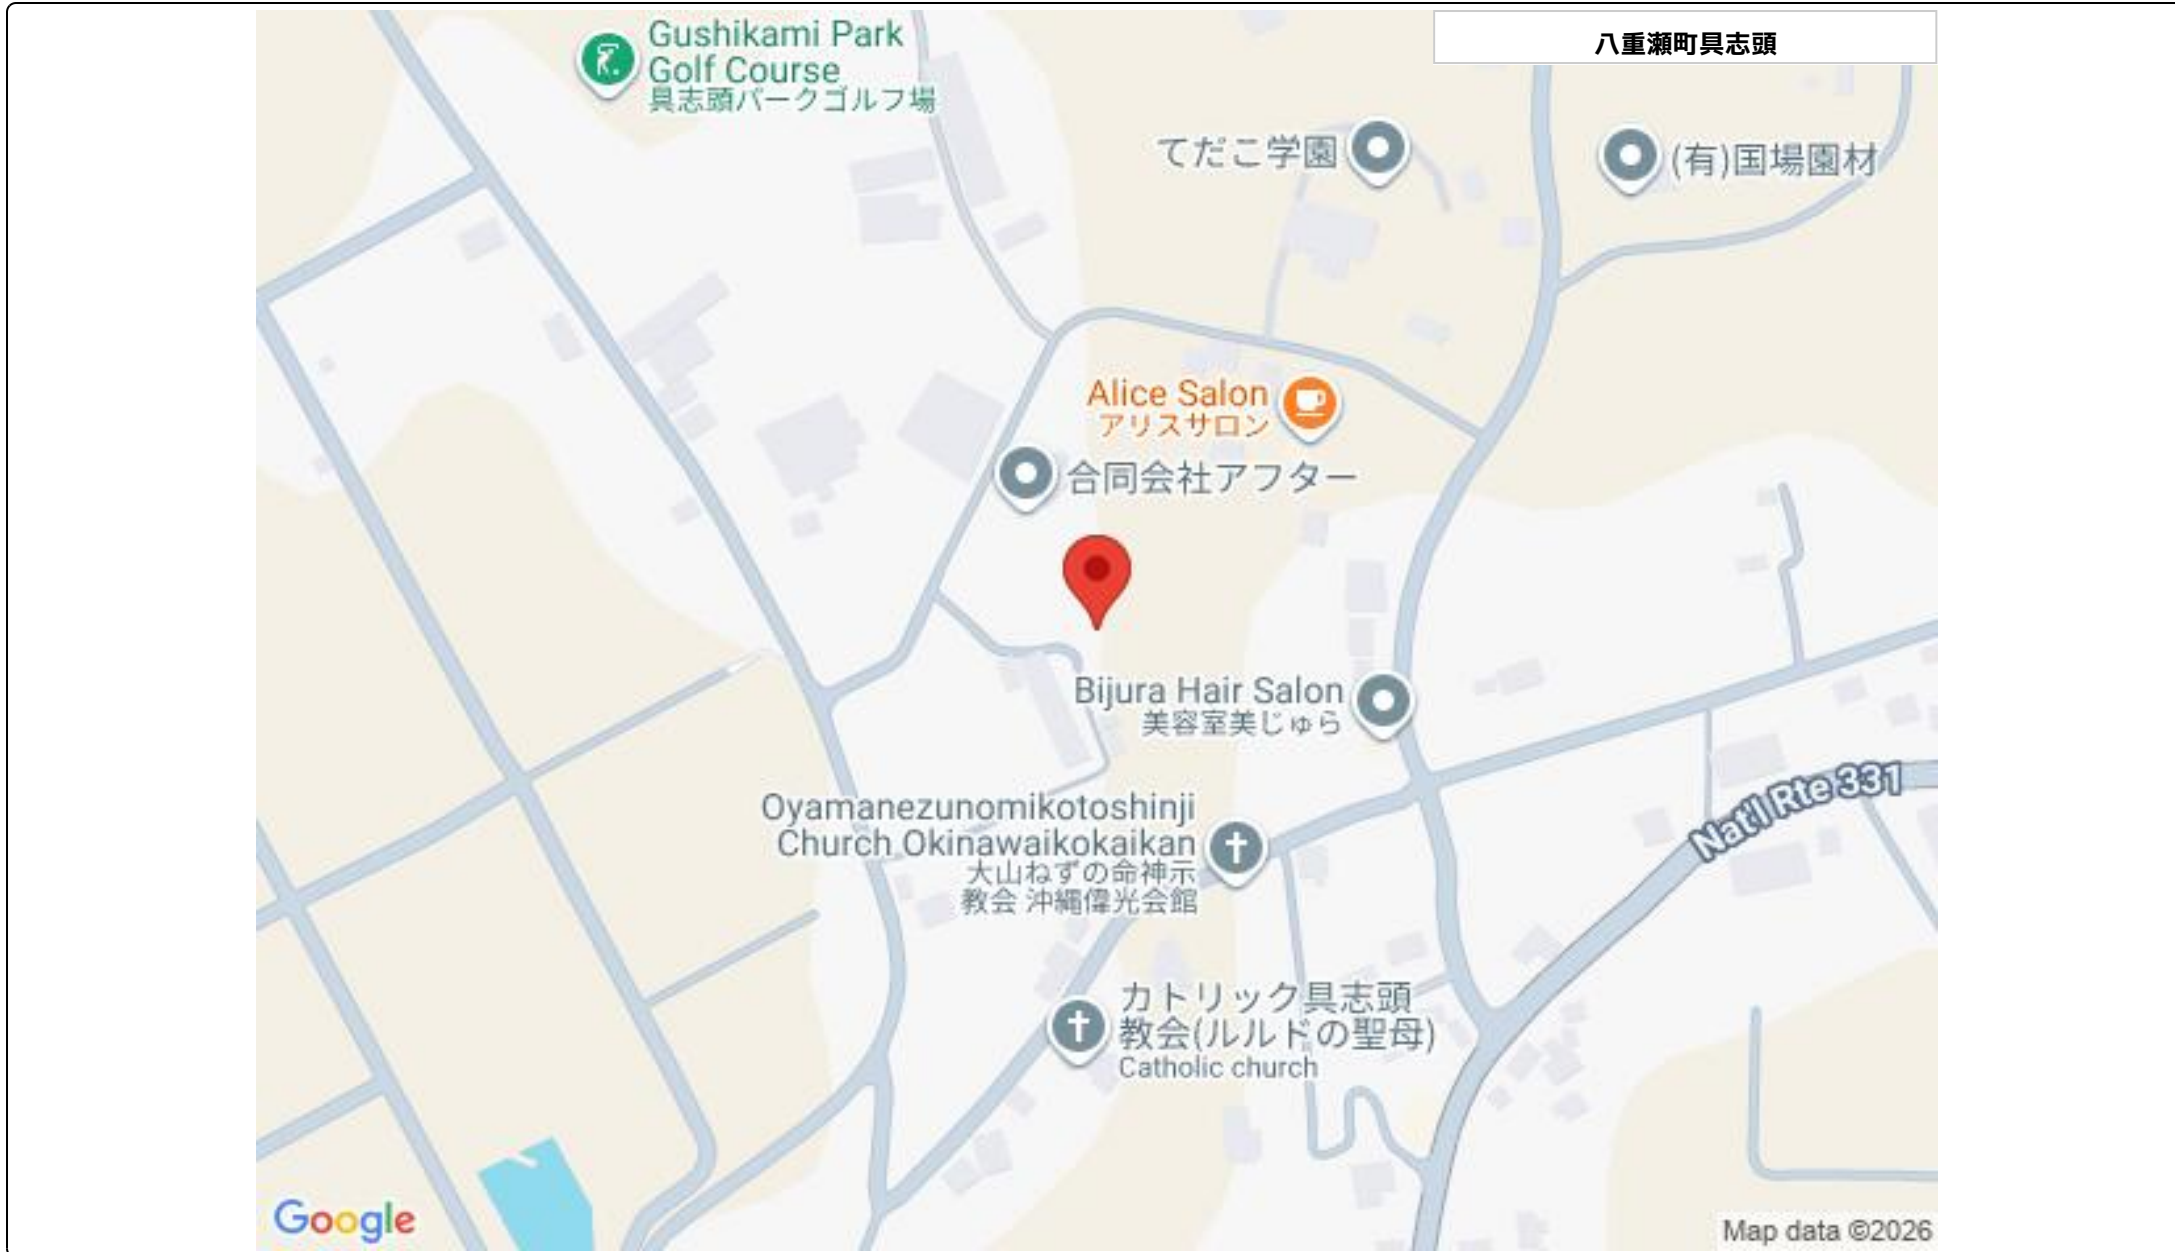 八重瀬町具志頭
Gushikami Park
Golf Course
具志頭パークゴルフ場
てだこ学園
(有)国場園材
Alice Salon
アリスサロン
合同会社アフター
Bijura Hair Salon
美容室美じゅら
Nat'l Rte 331
Oyamanezunomikotoshinji
Church Okinawaikokaikan
大山ねずの命神示
教会 沖縄偉光会館
カトリック具志頭
教会(ルルドの聖母)
Catholic church
Google
Map data ©2026